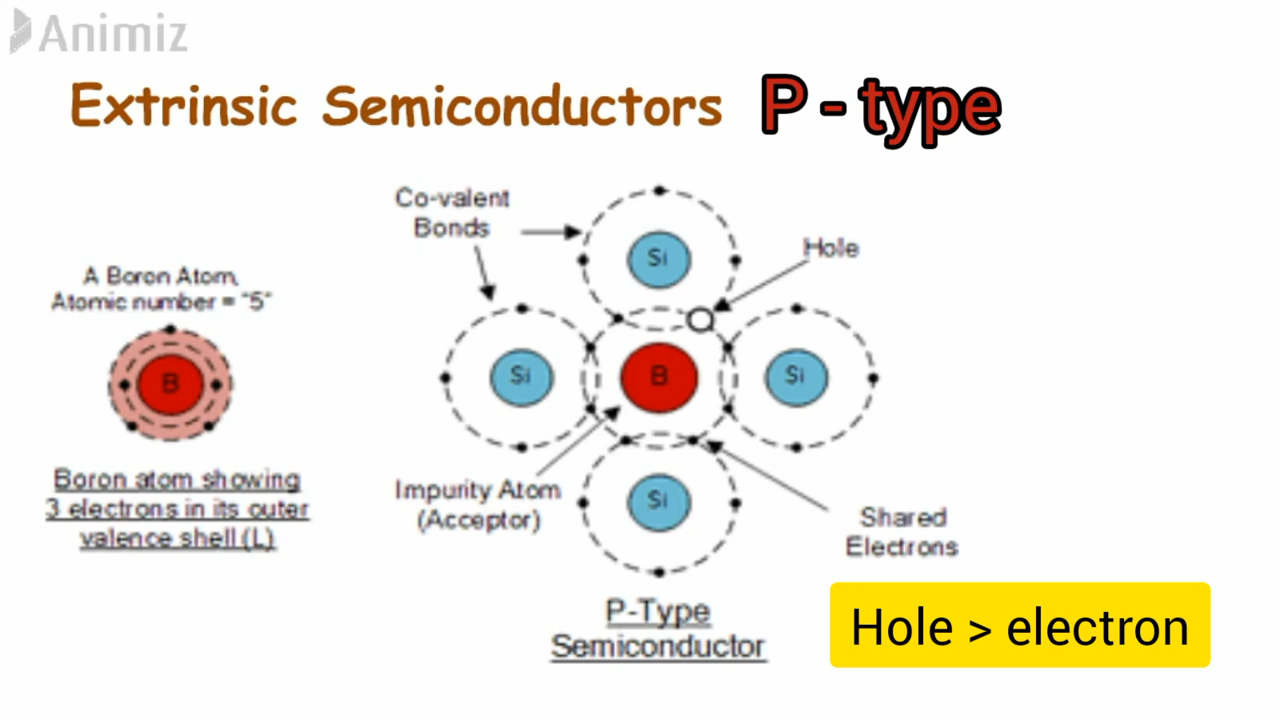 Animiz
Extrinsic Semiconductors P - type
Co-valent
Bonds
Si
Hole
A Boron Atom,
Atomic number = "5"
B
Si
B
Si
Boron atom showing
3 electrons in its outer
valence shell (L)
Impurity Atom
(Acceptor)
Si
Shared
Electrons
P-Type
Semiconductor
Hole > electron